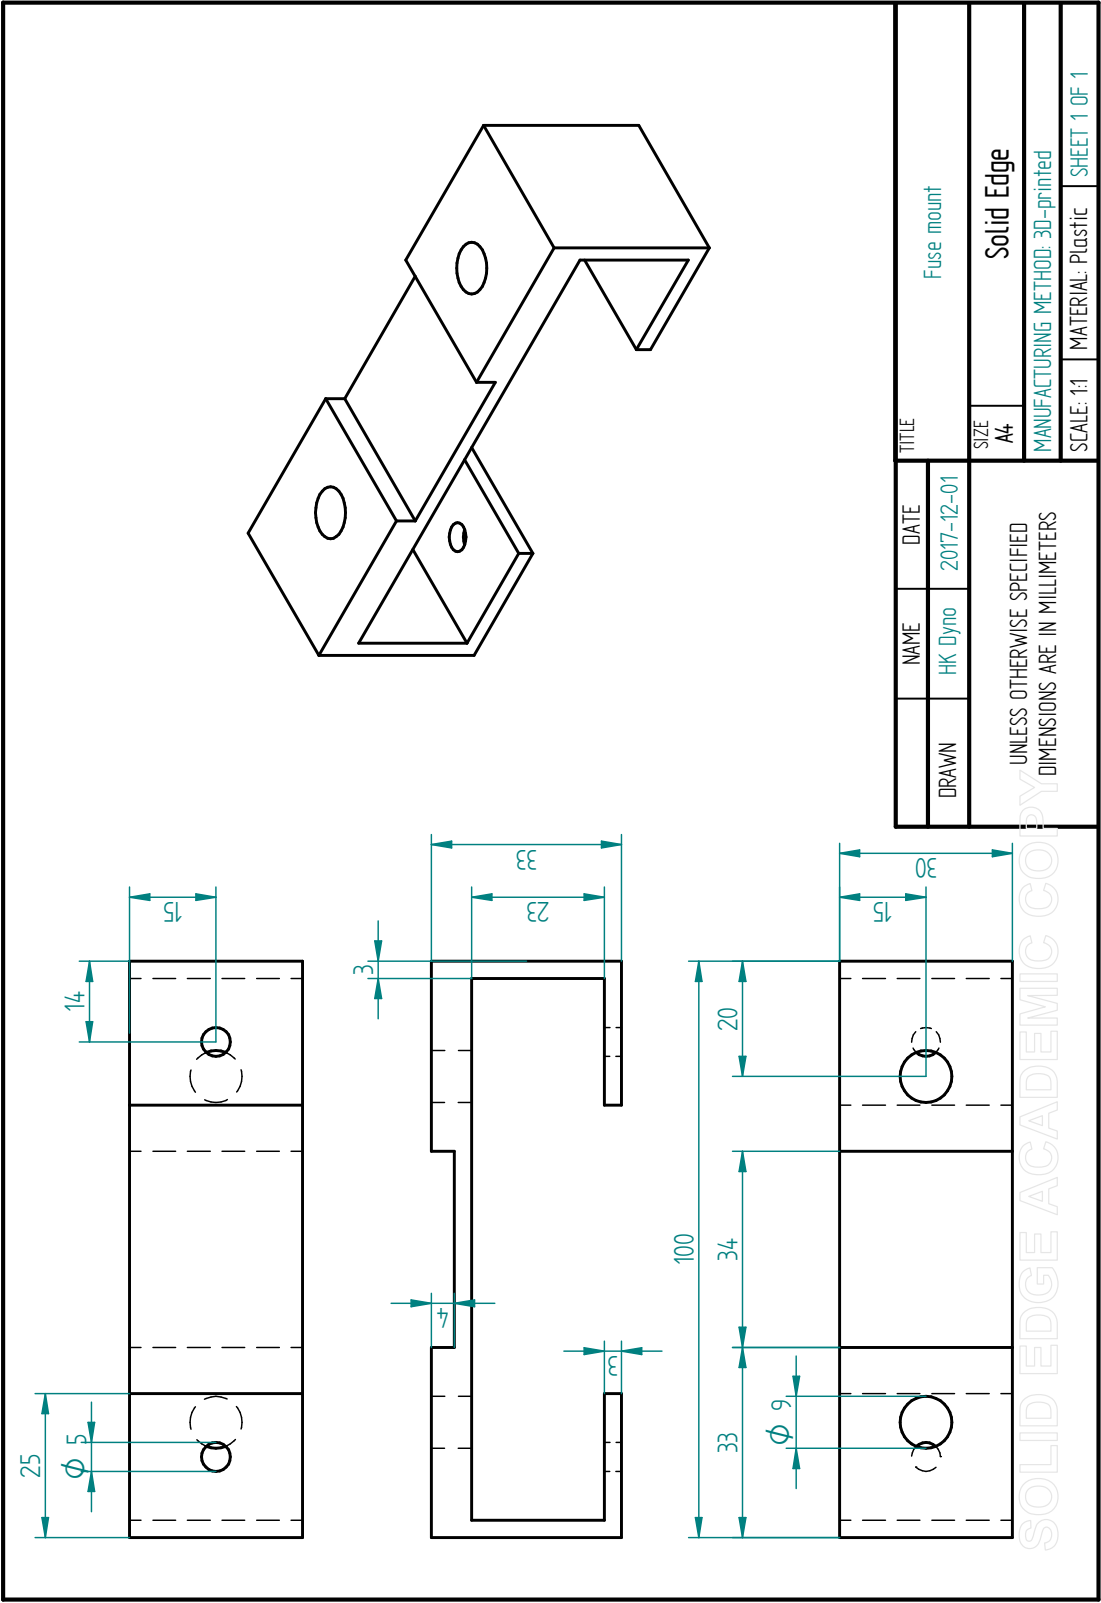 25
ϕ 5
14
15
4
3
3
23
33
100
33
34
20
ϕ 9
15
30
TITLE
Fuse mount
NAME
DATE
DRAWN
HK Dyno
2017-12-01
SIZE
A4
Solid Edge
UNLESS OTHERWISE SPECIFIED
DIMENSIONS ARE IN MILLIMETERS
MANUFACTURING METHOD: 3D-printed
SCALE: 1:1
MATERIAL: Plastic
SHEET 1 OF 1
SOLID EDGE ACADEMIC COPY